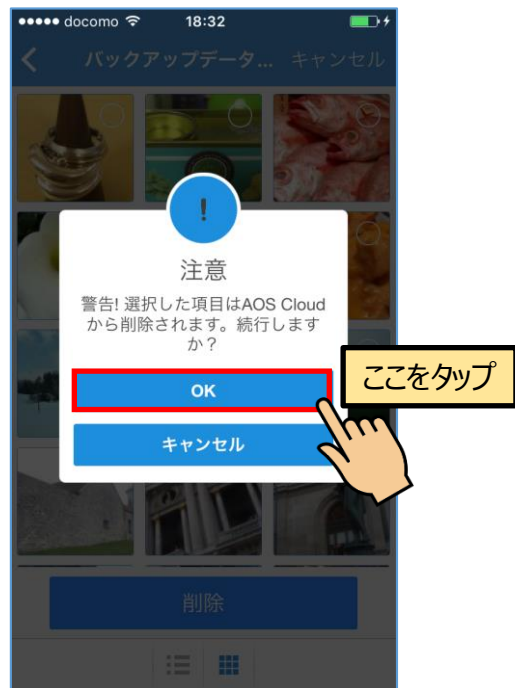 docomo 18:32
バックアップデータ... キャンセル
!
注意
警告! 選択した項目はAOS Cloud
から削除されます。続行します
か？
OK
ここをタップ
キャンセル
削除